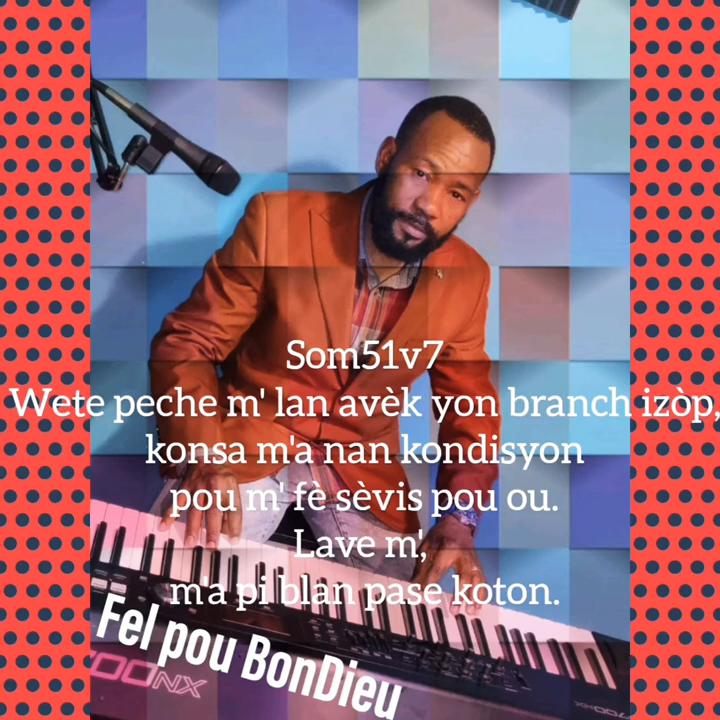 Som51v7
Wete peche m' lan avèk yon branch izòp,
konsa m'a nan kondisyon
pou m' fè sèvis pou ou.
Lave m',
m'a pi blan pase koton.
Fel pou BonDieu
700NX